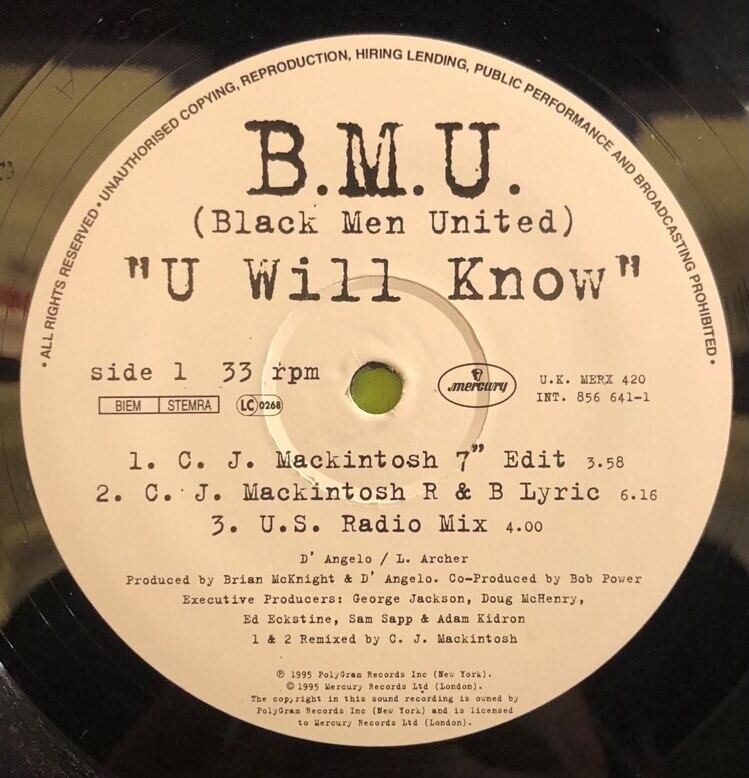 • ALL RIGHTS RESERVED • UNAUTHORISED COPYING, REPRODUCTION, HIRING LENDING, PUBLIC PERFORMANCE AND BROADCASTING PROHIBITED •
B.M.U.
(Black Men United)
"U Will Know"
side 1 33 rpm
BIEM STEMRA LC 0268
mercury
U.K. MERX 420
INT. 856 641-1
1. C. J. Mackintosh 7" Edit 3.58
2. C. J. Mackintosh R & B Lyric 6.16
3. U.S. Radio Mix 4.00
D' Angelo / L. Archer
Produced by Brian McKnight & D' Angelo. Co-Produced by Bob Power
Executive Producers: George Jackson, Doug McHenry,
Ed Eckstine, Sam Sapp & Adam Kidron
1 & 2 Remixed by C. J. Mackintosh
℗ 1995 PolyGram Records Inc (New York).
© 1995 Mercury Records Ltd (London).
The copyright in this sound recording is owned by
PolyGram Records Inc (New York) and is licensed
to Mercury Records Ltd (London).